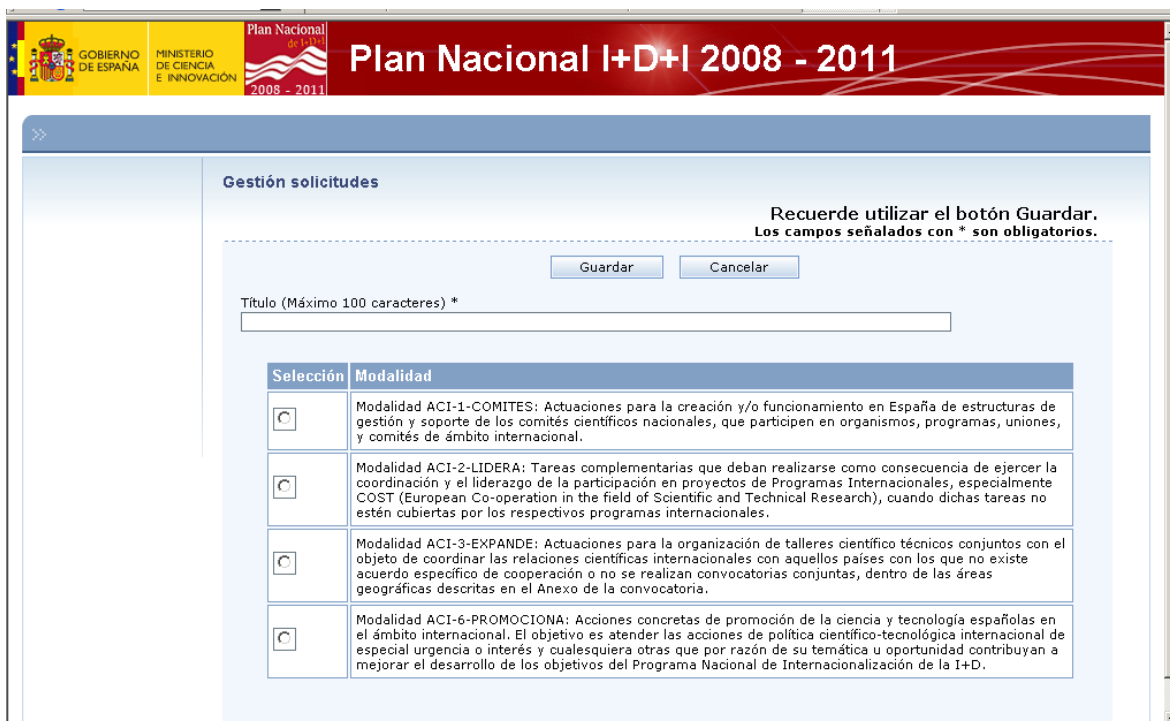 GOBIERNO
DE ESPAÑA
MINISTERIO
DE CIENCIA
E INNOVACIÓN
Plan Nacional
de I+D+I
2008 - 2011
Plan Nacional I+D+I 2008 - 2011
Gestión solicitudes
Recuerde utilizar el botón Guardar.
Los campos señalados con * son obligatorios.
Guardar Cancelar
Título (Máximo 100 caracteres) *
Selección Modalidad
Modalidad ACI-1-COMITES: Actuaciones para la creación y/o funcionamiento en España de estructuras de
gestión y soporte de los comités científicos nacionales, que participen en organismos, programas, uniones,
y comités de ámbito internacional.
Modalidad ACI-2-LIDERA: Tareas complementarias que deban realizarse como consecuencia de ejercer la
coordinación y el liderazgo de la participación en proyectos de Programas Internacionales, especialmente
COST (European Co-operation in the field of Scientific and Technical Research), cuando dichas tareas no
estén cubiertas por los respectivos programas internacionales.
Modalidad ACI-3-EXPANDE: Actuaciones para la organización de talleres científico técnicos conjuntos con el
objeto de coordinar las relaciones científicas internacionales con aquellos países con los que no existe
acuerdo específico de cooperación o no se realizan convocatorias conjuntas, dentro de las áreas
geográficas descritas en el Anexo de la convocatoria.
Modalidad ACI-6-PROMOCIONA: Acciones concretas de promoción de la ciencia y tecnología españolas en
el ámbito internacional. El objetivo es atender las acciones de política científico-tecnológica internacional de
especial urgencia o interés y cualesquiera otras que por razón de su temática u oportunidad contribuyan a
mejorar el desarrollo de los objetivos del Programa Nacional de Internacionalización de la I+D.